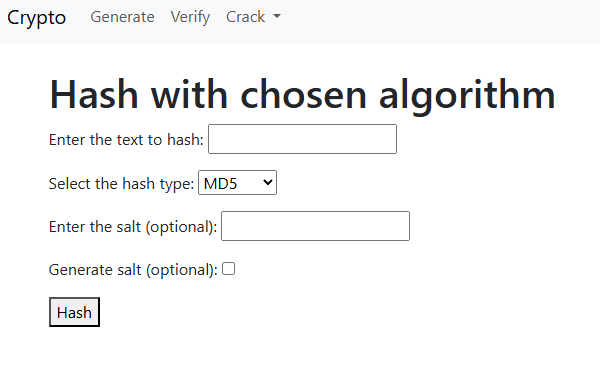 Crypto Generate Verify Crack
Hash with chosen algorithm
Enter the text to hash:
Select the hash type: MD5
Enter the salt (optional):
Generate salt (optional):
Hash